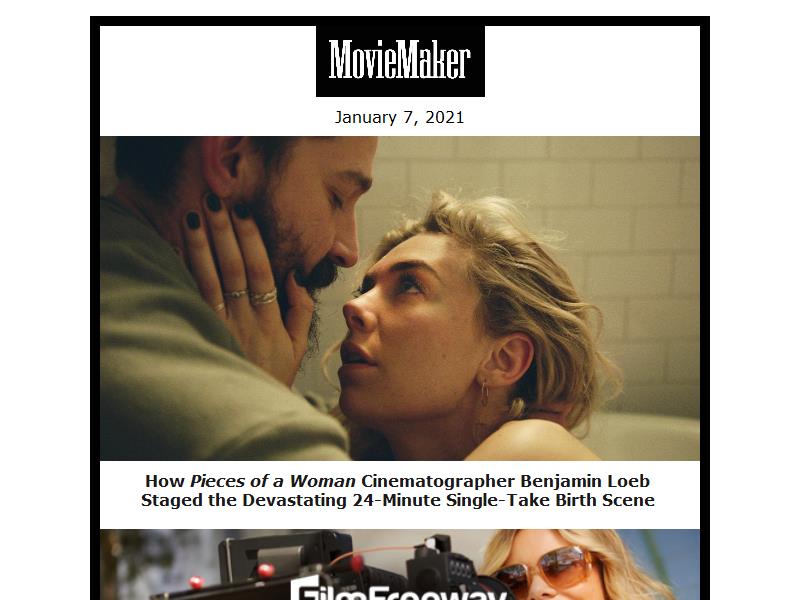 MovieMaker
January 7, 2021
How Pieces of a Woman Cinematographer Benjamin Loeb
Staged the Devastating 24-Minute Single-Take Birth Scene
FilmFreeway